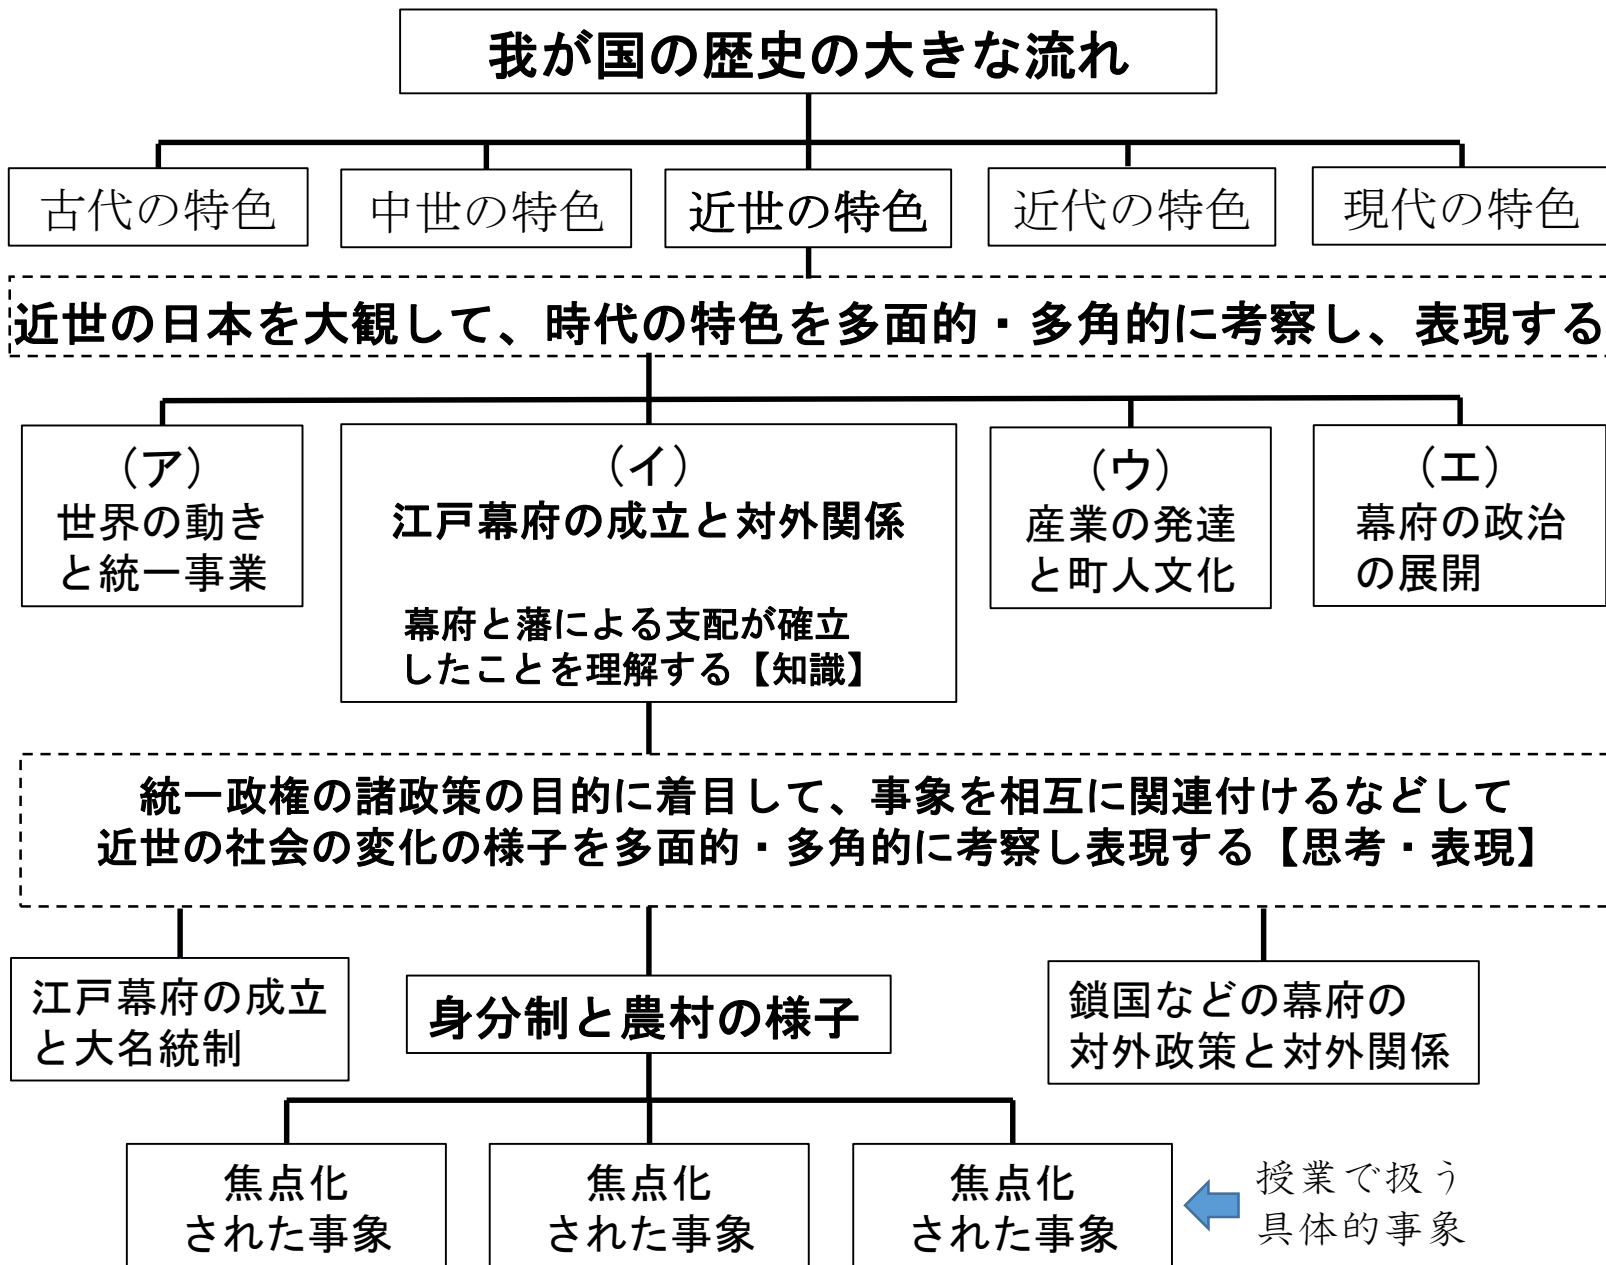 我が国の歴史の大きな流れ
古代の特色
中世の特色
近世の特色
近代の特色
現代の特色
近世の日本を大観して、時代の特色を多面的・多角的に考察し、表現する
（ア）
世界の動き
と統一事業
（イ）
江戸幕府の成立と対外関係
幕府と藩による支配が確立
したことを理解する【知識】
（ウ）
産業の発達
と町人文化
（エ）
幕府の政治
の展開
統一政権の諸政策の目的に着目して、事象を相互に関連付けるなどして
近世の社会の変化の様子を多面的・多角的に考察し表現する【思考・表現】
江戸幕府の成立
と大名統制
身分制と農村の様子
鎖国などの幕府の
対外政策と対外関係
焦点化
された事象
焦点化
された事象
焦点化
された事象
授業で扱う
具体的事象